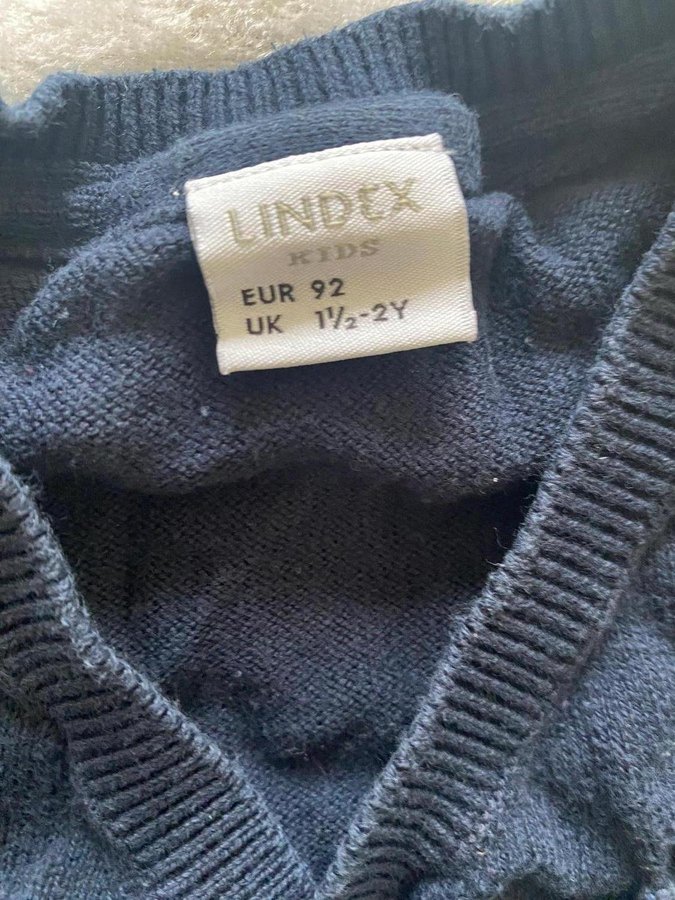 LINDEX
KIDS
EUR 92
UK 1½-2Y